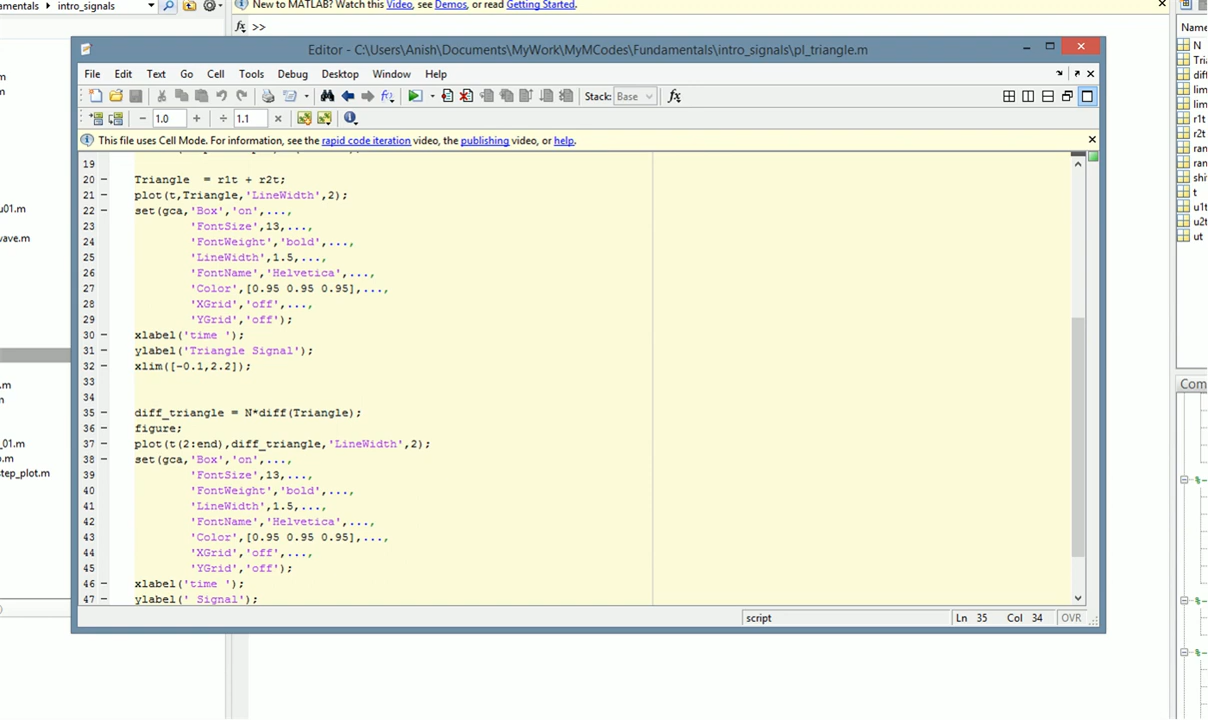 amentals ▸ intro_signals
New to MATLAB? Watch this Video, see Demos, or read Getting Started.
fx >>
Editor - C:\Users\Anish\Documents\MyWork\MyMCodes\Fundamentals\intro_signals\pl_triangle.m
File Edit Text Go Cell Tools Debug Desktop Window Help
Stack: Base fx
− 1.0 + ÷ 1.1 ×
This file uses Cell Mode. For information, see the rapid code iteration video, the publishing video, or help.
19
20 − Triangle  = r1t + r2t;
21 − plot(t,Triangle,'LineWidth',2);
22 − set(gca,'Box','on',...,
23 'FontSize',13,...,
24 − 'FontWeight','bold',...,
25 − 'LineWidth',1.5,...,
26 − 'FontName','Helvetica',...,
27 − 'Color',[0.95 0.95 0.95],...,
28 − 'XGrid','off',...,
29 − 'YGrid','off');
30 − xlabel('time ');
31 − ylabel('Triangle Signal');
32 − xlim([-0.1,2.2]);
33
34
35 − diff_triangle = N*diff(Triangle);
36 − figure;
37 − plot(t(2:end),diff_triangle,'LineWidth',2);
38 − set(gca,'Box','on',...,
39 'FontSize',13,...,
40 − 'FontWeight','bold',...,
41 − 'LineWidth',1.5,...,
42 − 'FontName','Helvetica',...,
43 − 'Color',[0.95 0.95 0.95],...,
44 − 'XGrid','off',...,
45 − 'YGrid','off');
46 − xlabel('time ');
47 − ylabel(' Signal');
script Ln 35 Col 34 OVR
u01.m
wave.m
_01.m
step_plot.m
Name
N
Tria
diff
lim
lim
r1t
r2t
ran
ran
shi
t
u1t
u2t
ut
Com